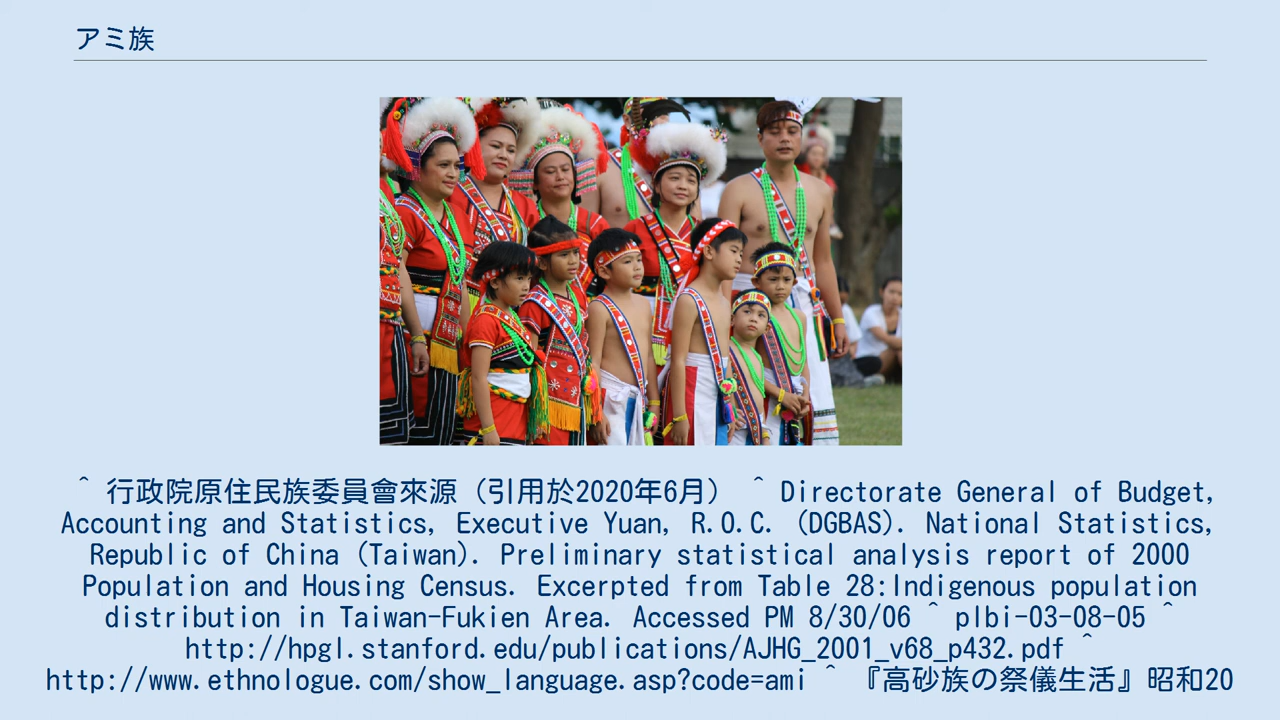 アミ族
^ 行政院原住民族委員會來源（引用於2020年6月） ^ Directorate General of Budget,
Accounting and Statistics, Executive Yuan, R.O.C. (DGBAS). National Statistics,
Republic of China (Taiwan). Preliminary statistical analysis report of 2000
Population and Housing Census. Excerpted from Table 28:Indigenous population
distribution in Taiwan-Fukien Area. Accessed PM 8/30/06 ^ plbi-03-08-05 ^
http://hpgl.stanford.edu/publications/AJHG_2001_v68_p432.pdf ^
http://www.ethnologue.com/show_language.asp?code=ami ^ 『高砂族の祭儀生活』昭和20